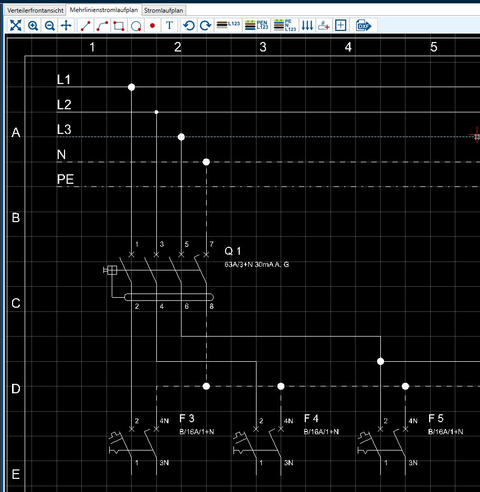 Verteilerfrontansicht Mehrlinienstromlaufplan Stromlaufplan
T L123 PEN L123 PE N L123 DXF
1 2 3 4 5
L1
L2
A L3
N
PE
B
1 3 5 7 Q 1
63A/3+N 30mA A, G
C 2 4 6 8
D
2 4N F 3 2 4N F 4 2 4N F 5
B/16A/1+N B/16A/1+N B/16A/1+N
1 3N 1 3N 1 3N
E